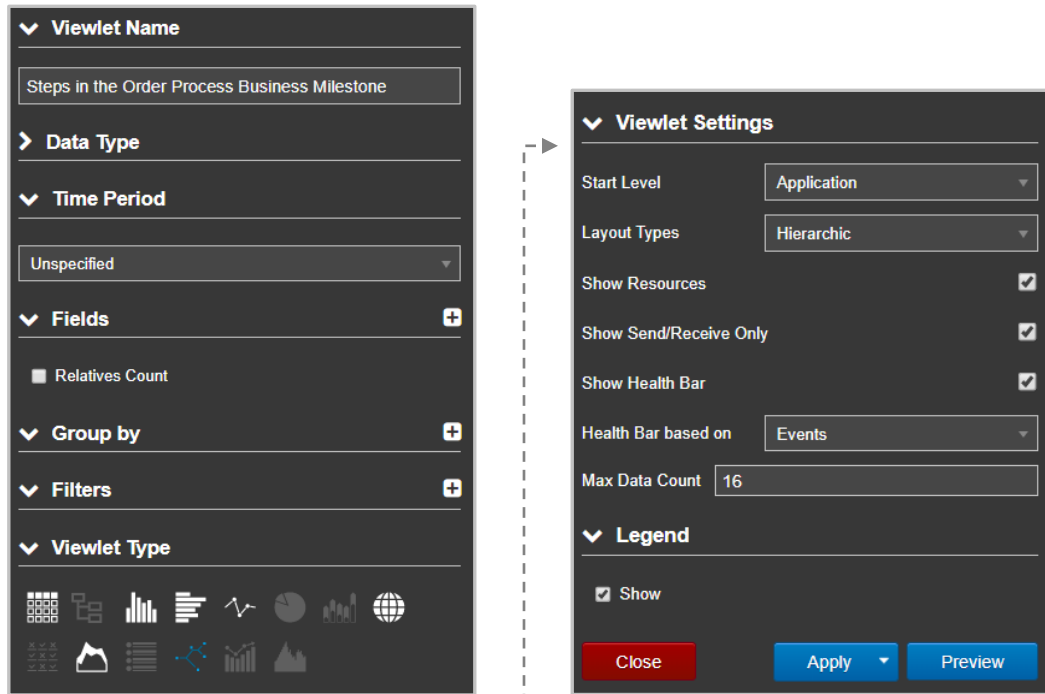 Viewlet Name
Steps in the Order Process Business Milestone
Data Type
Time Period
Unspecified
Fields
Relatives Count
Group by
Filters
Viewlet Type
Viewlet Settings
Start Level Application
Layout Types Hierarchic
Show Resources
Show Send/Receive Only
Show Health Bar
Health Bar based on Events
Max Data Count 16
Legend
Show
Close Apply Preview